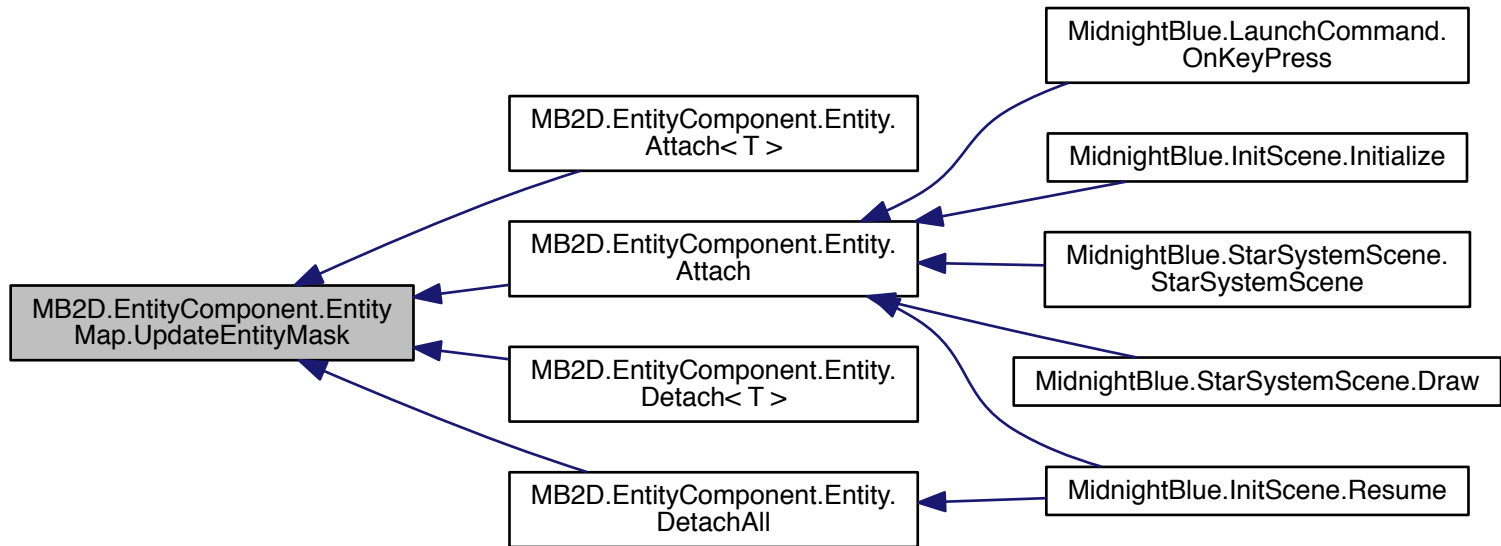 MB2D.EntityComponent.Entity
Map.UpdateEntityMask
MB2D.EntityComponent.Entity.
Attach< T >
MB2D.EntityComponent.Entity.
Attach
MB2D.EntityComponent.Entity.
Detach< T >
MB2D.EntityComponent.Entity.
DetachAll
MidnightBlue.LaunchCommand.
OnKeyPress
MidnightBlue.InitScene.Initialize
MidnightBlue.StarSystemScene.
StarSystemScene
MidnightBlue.StarSystemScene.Draw
MidnightBlue.InitScene.Resume